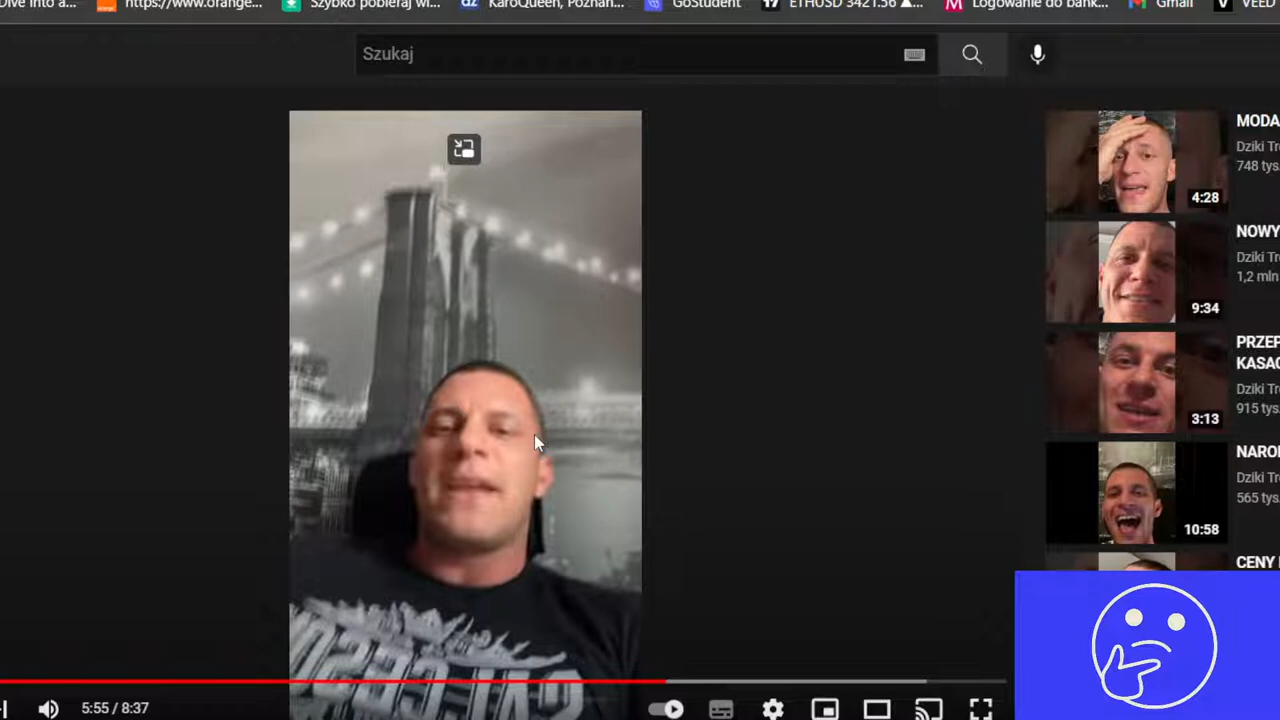 Dive into a...
https://www.orange...
Szybko pobieraj wi...
KaroQueen, Poznań...
GoStudent
ETHUSD 3421.56 ▲...
Logowanie do bank...
Gmail
VEED
Szukaj
MODA
Dziki Tr
748 tys.
4:28
NOWY
Dziki Tr
1,2 mln
9:34
PRZEP
KASAC
Dziki Tr
915 tys.
3:13
NAROD
Dziki Tr
565 tys.
10:58
CENY
5:55 / 8:37